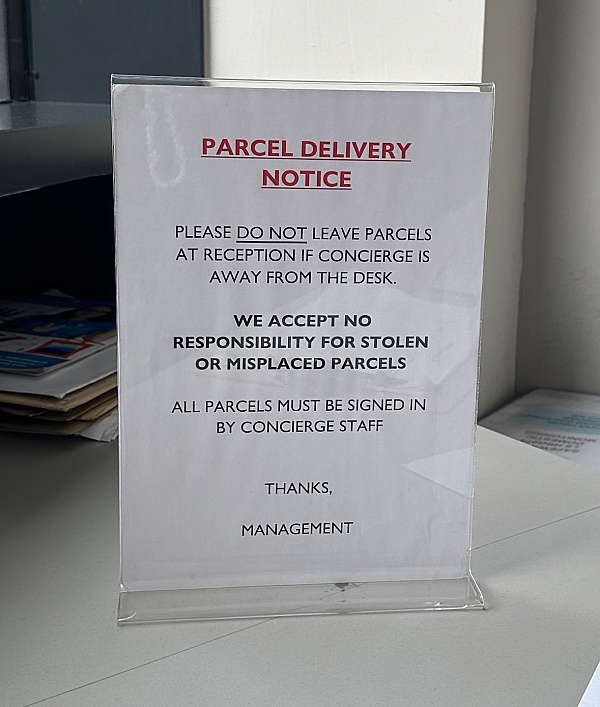 PARCEL DELIVERY
NOTICE
PLEASE DO NOT LEAVE PARCELS
AT RECEPTION IF CONCIERGE IS
AWAY FROM THE DESK.
WE ACCEPT NO
RESPONSIBILITY FOR STOLEN
OR MISPLACED PARCELS
ALL PARCELS MUST BE SIGNED IN
BY CONCIERGE STAFF
THANKS,
MANAGEMENT